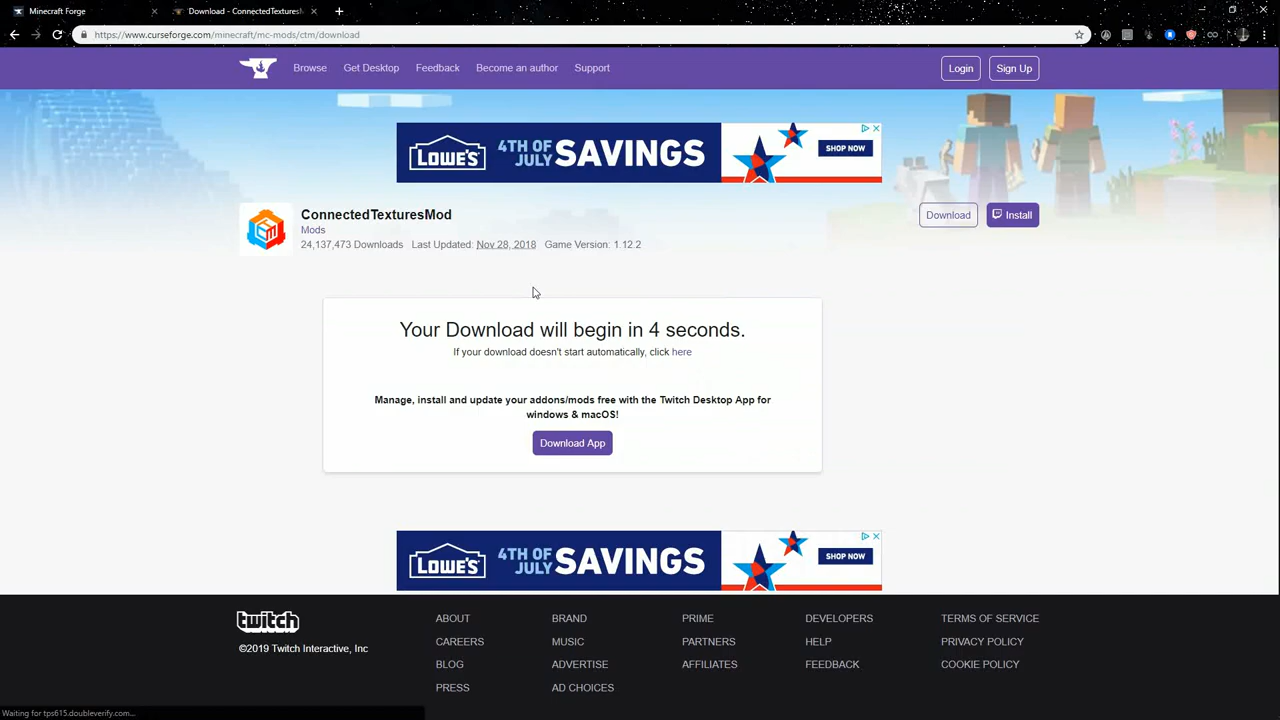 Minecraft Forge
Download - ConnectedTextures
https://www.curseforge.com/minecraft/mc-mods/ctm/download
Browse Get Desktop Feedback Become an author Support Login Sign Up
LOWE'S 4TH OF JULY SAVINGS SHOP NOW
ConnectedTexturesMod
Download Install
Mods
24,137,473 Downloads Last Updated: Nov 28, 2018 Game Version: 1.12.2
Your Download will begin in 4 seconds.
If your download doesn't start automatically, click here
Manage, install and update your addons/mods free with the Twitch Desktop App for
windows & macOS!
Download App
LOWE'S 4TH OF JULY SAVINGS SHOP NOW
twitch
©2019 Twitch Interactive, Inc
ABOUT BRAND PRIME DEVELOPERS TERMS OF SERVICE
CAREERS MUSIC PARTNERS HELP PRIVACY POLICY
BLOG ADVERTISE AFFILIATES FEEDBACK COOKIE POLICY
PRESS AD CHOICES
Waiting for tps615.doubleverify.com...